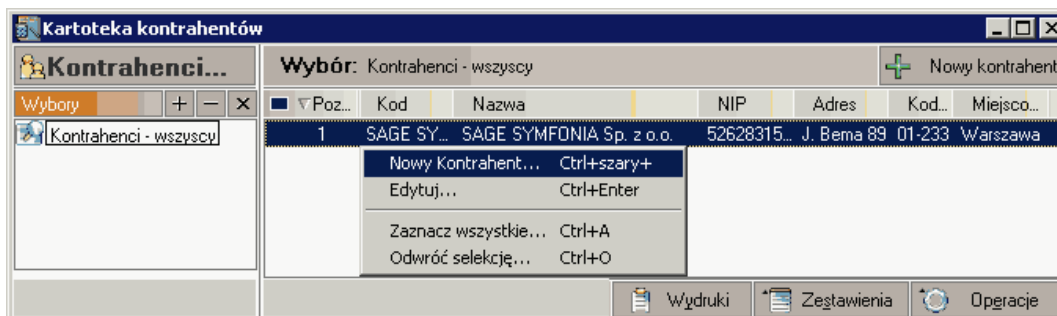 Kartoteka kontrahentów
Kontrahenci...
Wybór: Kontrahenci - wszyscy
Nowy kontrahent
Wybory
Poz... Kod Nazwa NIP Adres Kod... Miejsco...
Kontrahenci - wszyscy
1 SAGE SY... SAGE SYMFONIA Sp. z o.o. 52628315... J. Bema 89 01-233 Warszawa
Nowy Kontrahent... Ctrl+szary+
Edytuj... Ctrl+Enter
Zaznacz wszystkie... Ctrl+A
Odwróć selekcję... Ctrl+O
Wydruki Zestawienia Operacje